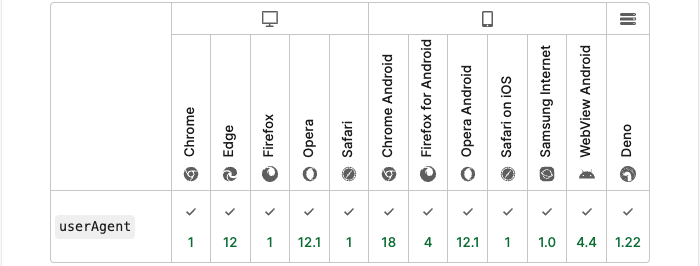 Chrome
Edge
Firefox
Opera
Safari
Chrome Android
Firefox for Android
Opera Android
Safari on iOS
Samsung Internet
WebView Android
Deno
userAgent
1 12 1 12.1 1 18 4 12.1 1 1.0 4.4 1.22